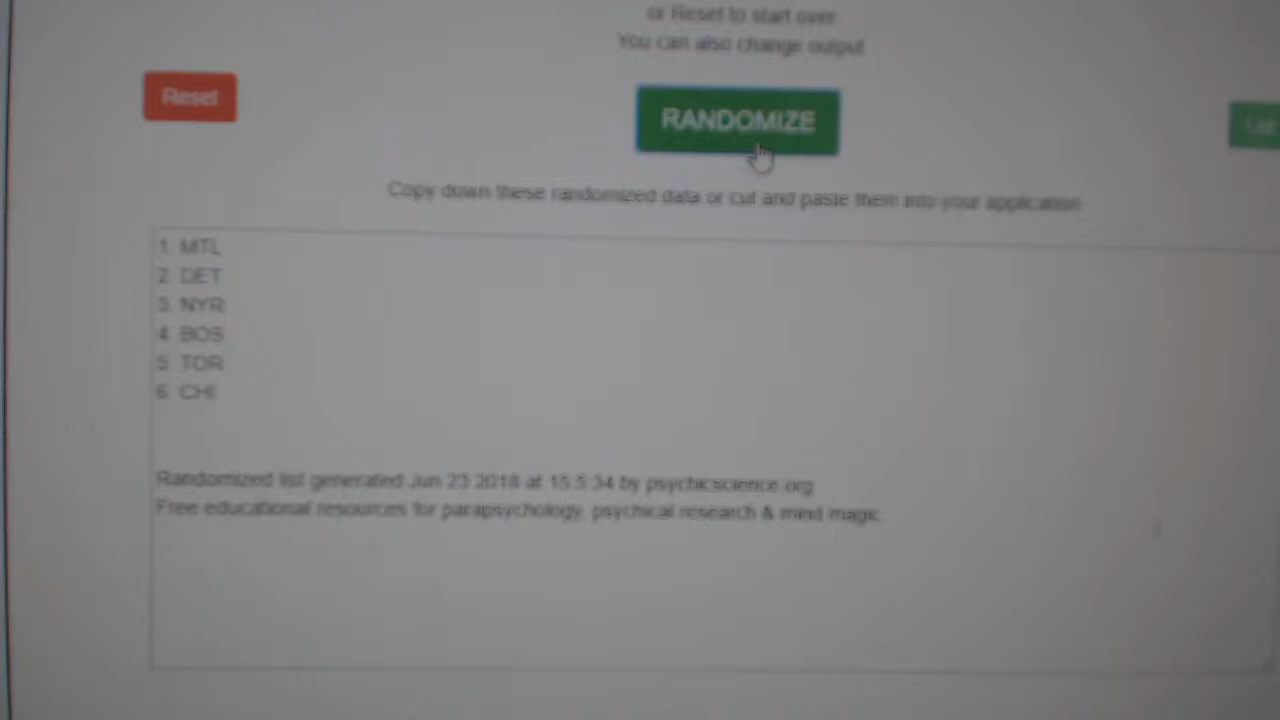 or Reset to start over
You can also change output
Reset
RANDOMIZE
Copy down these randomized data or cut and paste them into your application
1. MTL
2. DET
3. NYR
4. BOS
5. TOR
6. CHI
Randomized list generated Jun 23 2018 at 15:5:34 by psychicscience.org
Free educational resources for parapsychology, psychical research & mind magic